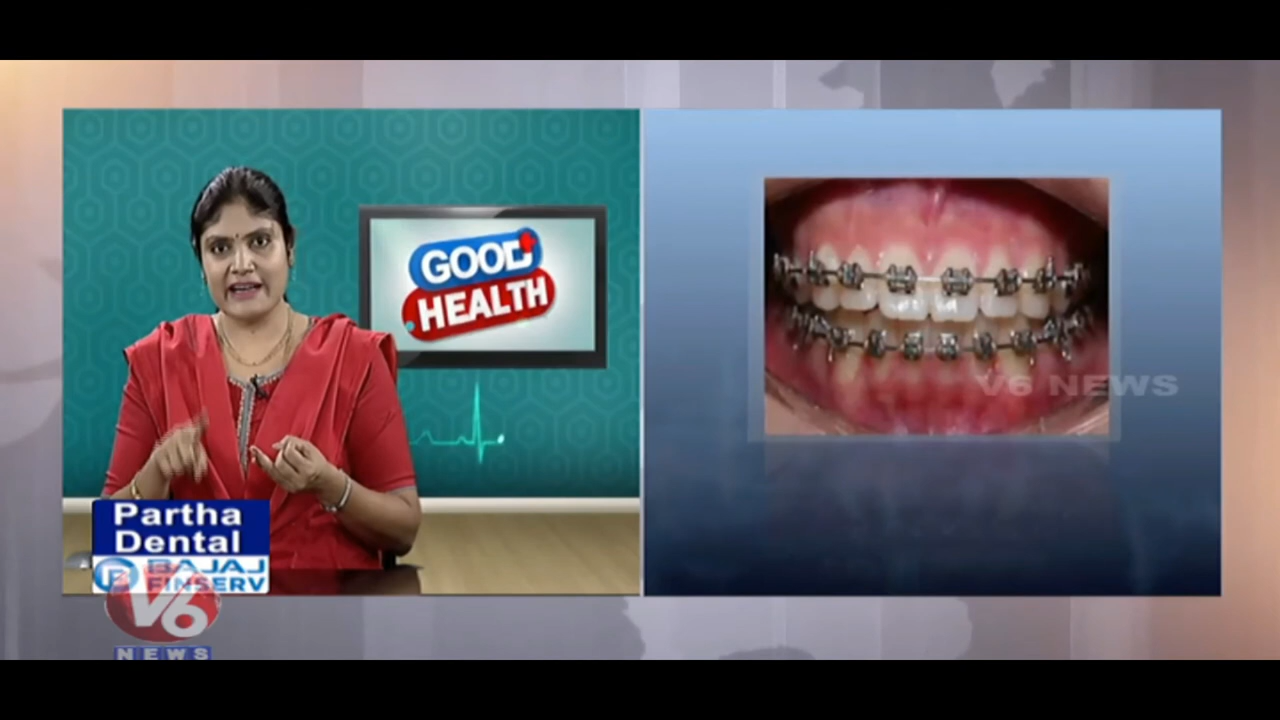 GOOD
HEALTH
V6 NEWS
Partha
Dental
BAJAJ
FINSERV
V6
NEWS